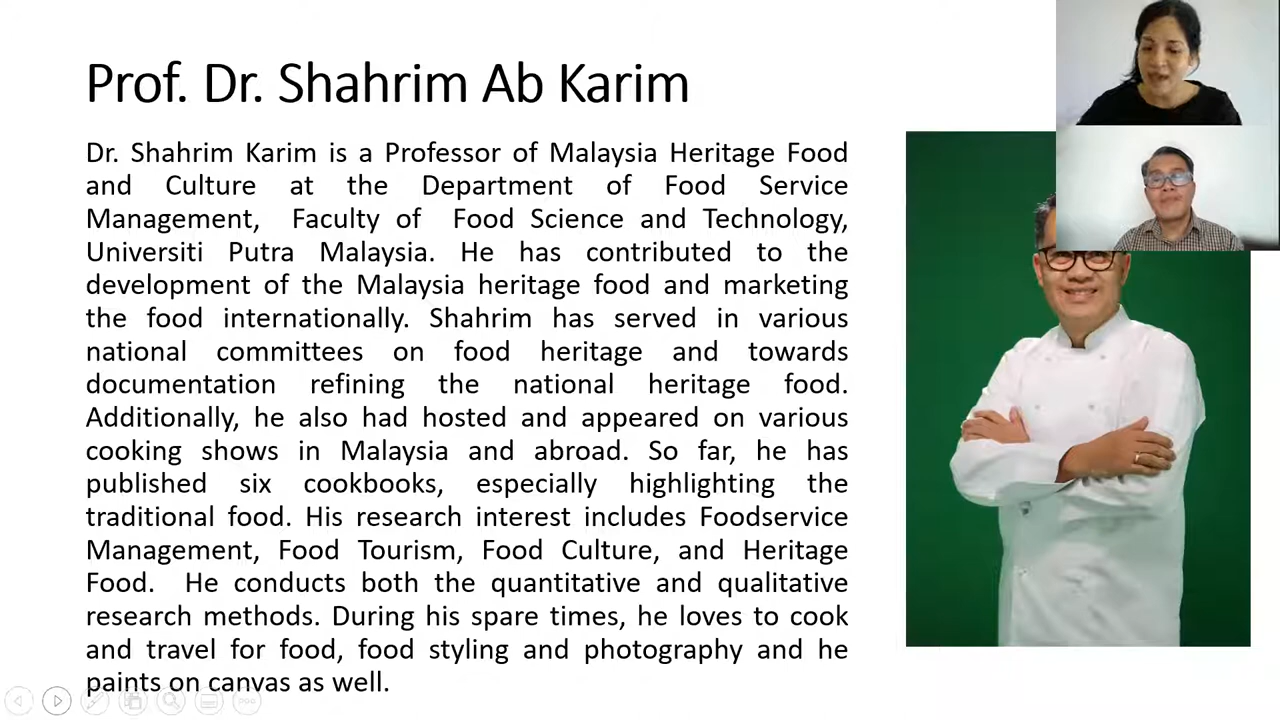 Prof. Dr. Shahrim Ab Karim
Dr. Shahrim Karim is a Professor of Malaysia Heritage Food
and Culture at the Department of Food Service
Management, Faculty of Food Science and Technology,
Universiti Putra Malaysia. He has contributed to the
development of the Malaysia heritage food and marketing
the food internationally. Shahrim has served in various
national committees on food heritage and towards
documentation refining the national heritage food.
Additionally, he also had hosted and appeared on various
cooking shows in Malaysia and abroad. So far, he has
published six cookbooks, especially highlighting the
traditional food. His research interest includes Foodservice
Management, Food Tourism, Food Culture, and Heritage
Food. He conducts both the quantitative and qualitative
research methods. During his spare times, he loves to cook
and travel for food, food styling and photography and he
paints on canvas as well.